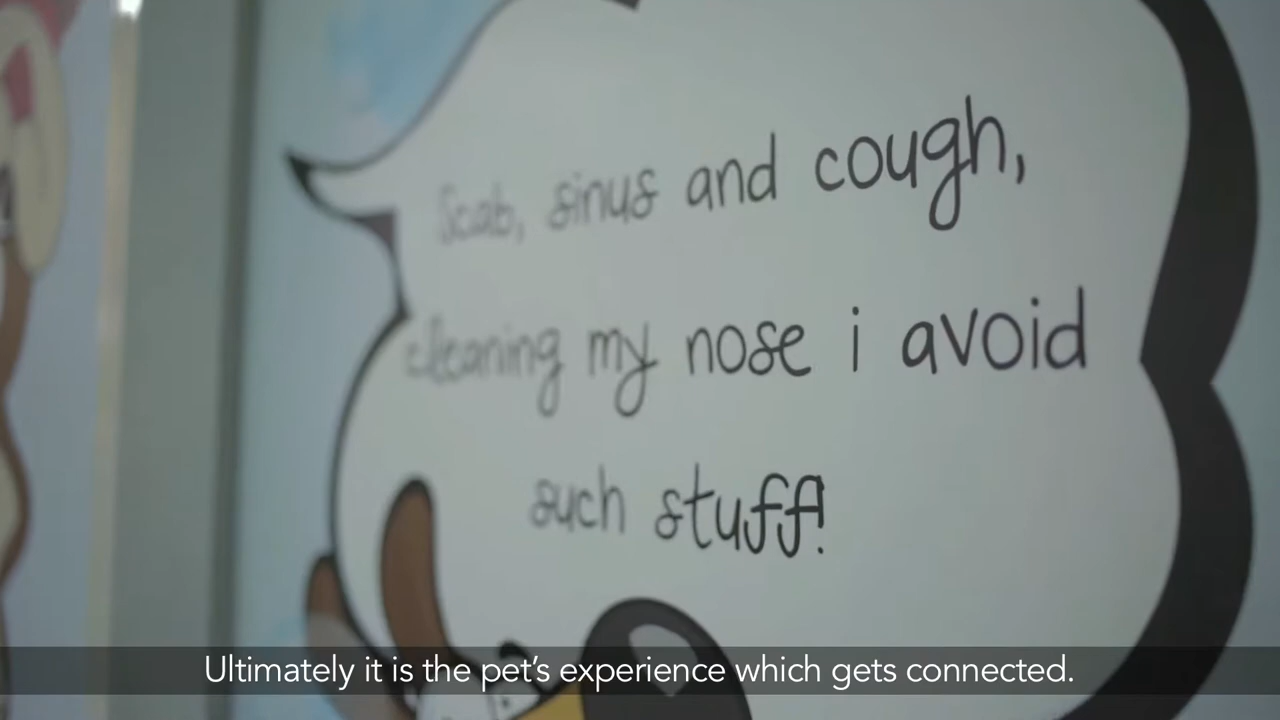 Scab, sinus and cough,
cleaning my nose i avoid
such stuff!
Ultimately it is the pet's experience which gets connected.